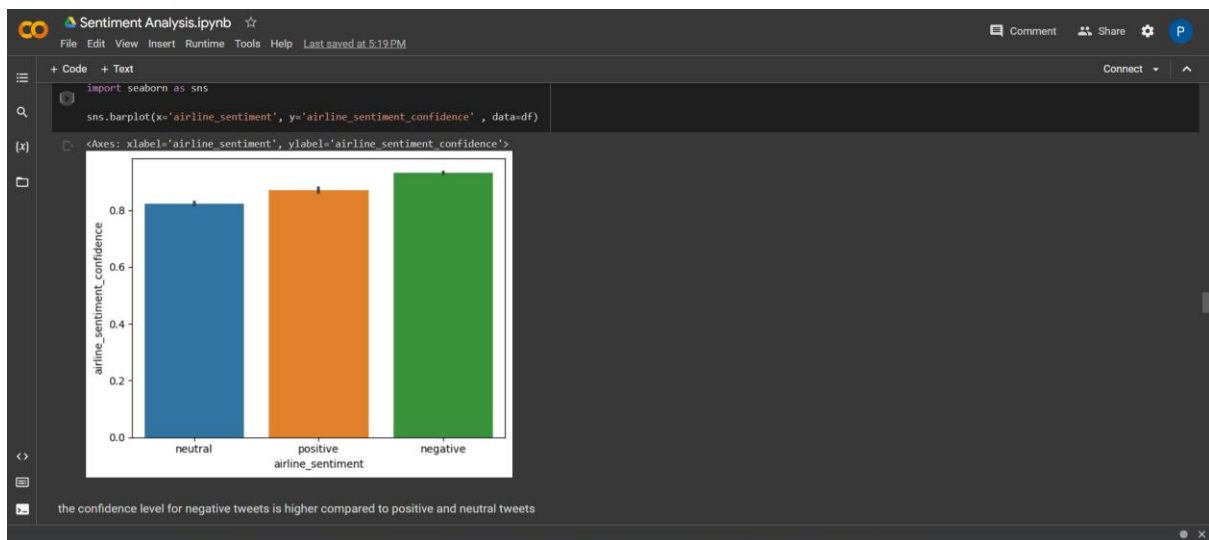 Sentiment Analysis.ipynb
File Edit View Insert Runtime Tools Help Last saved at 5:19 PM
Comment Share P
+ Code + Text
Connect
import seaborn as sns
sns.barplot(x='airline_sentiment', y='airline_sentiment_confidence' , data=df)
{x}
<Axes: xlabel='airline_sentiment', ylabel='airline_sentiment_confidence'>
airline_sentiment_confidence
0.8
0.6
0.4
0.2
0.0
neutral positive negative
airline_sentiment
the confidence level for negative tweets is higher compared to positive and neutral tweets